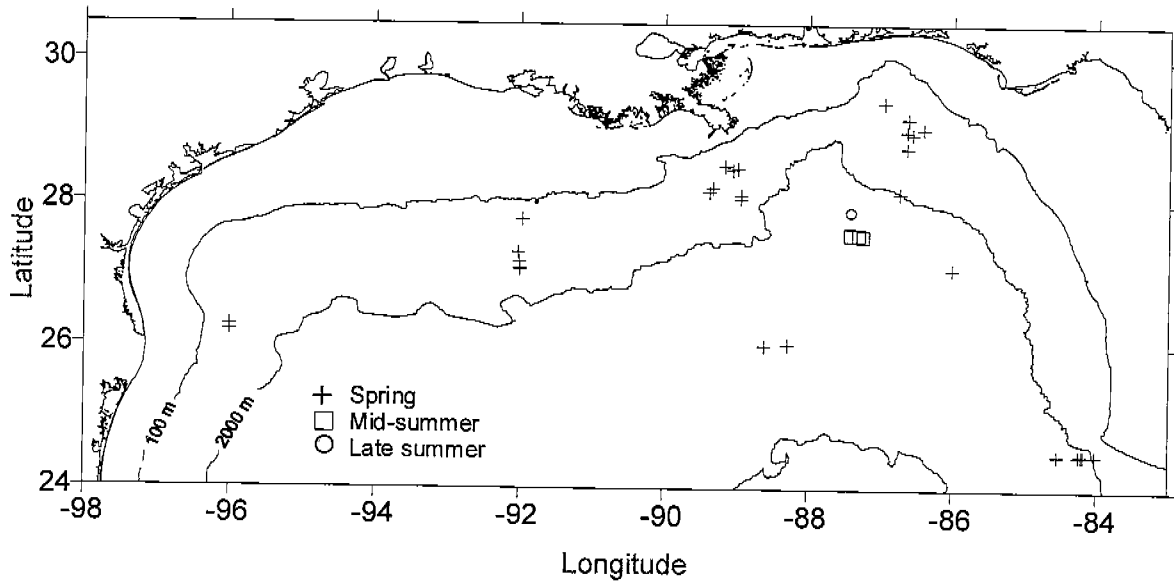 30
28
26
24
Latitude
100 m
2000 m
Spring
Mid-summer
Late summer
-98 -96 -94 -92 -90 -88 -86 -84
Longitude